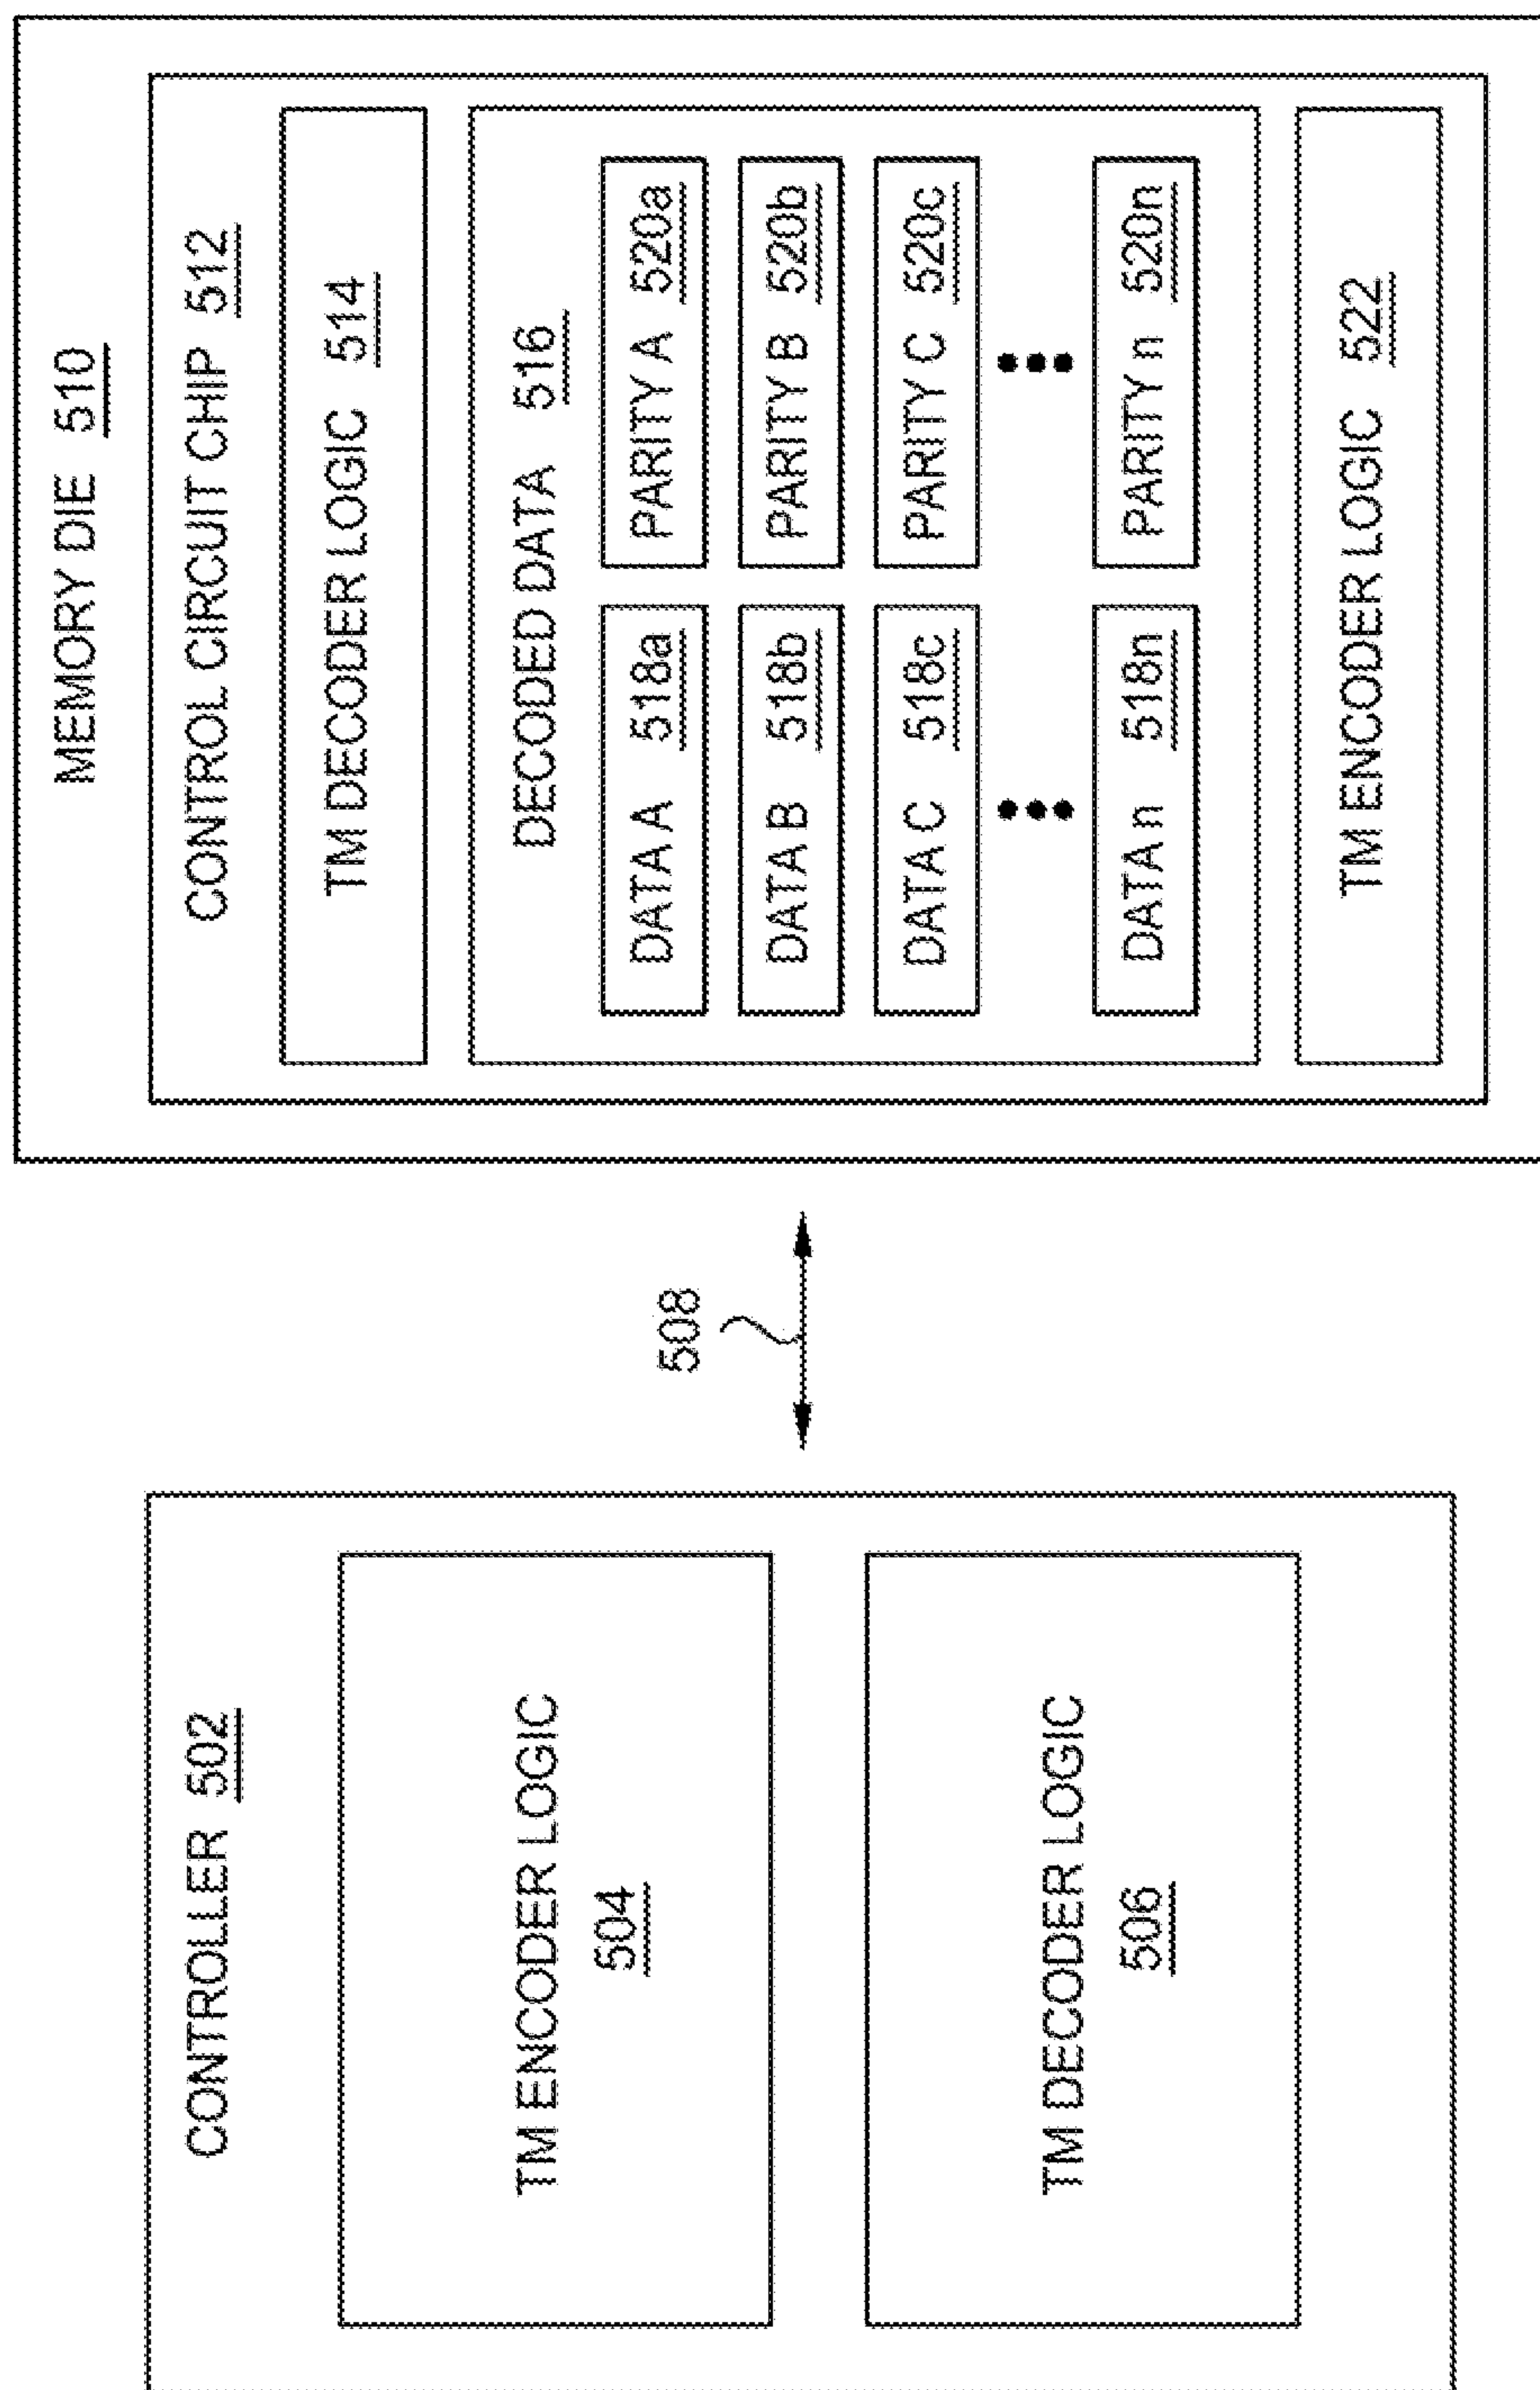 CONTROLLER 502
TM ENCODER LOGIC
504
TM DECODER LOGIC
506
508
MEMORY DIE 510
CONTROL CIRCUIT CHIP 512
TM DECODER LOGIC 514
DECODED DATA 516
DATA A 518a
PARITY A 520a
DATA B 518b
PARITY B 520b
DATA C 518c
PARITY C 520c
DATA n 518n
PARITY n 520n
TM ENCODER LOGIC 522